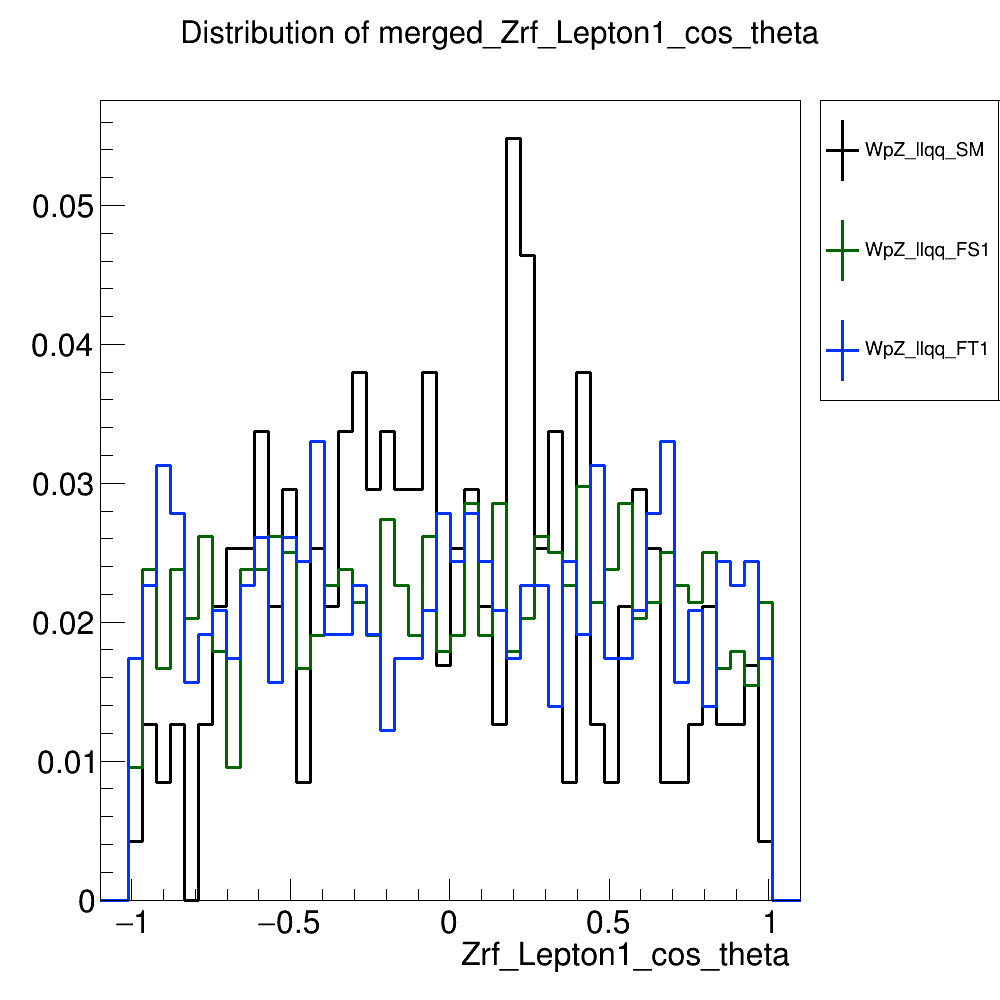 Distribution of merged_Zrf_Lepton1_cos_theta
WpZ_llqq_SM
WpZ_llqq_FS1
WpZ_llqq_FT1
0.05
0.04
0.03
0.02
0.01
0
−1
−0.5
0
0.5
1
Zrf_Lepton1_cos_theta